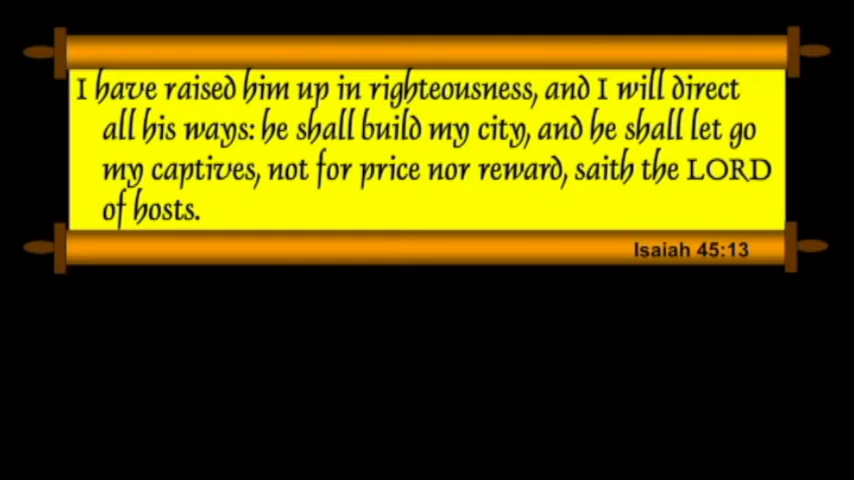 I have raised him up in righteousness, and I will direct
all his ways: he shall build my city, and he shall let go
my captives, not for price nor reward, saith the LORD
of hosts.
Isaiah 45:13